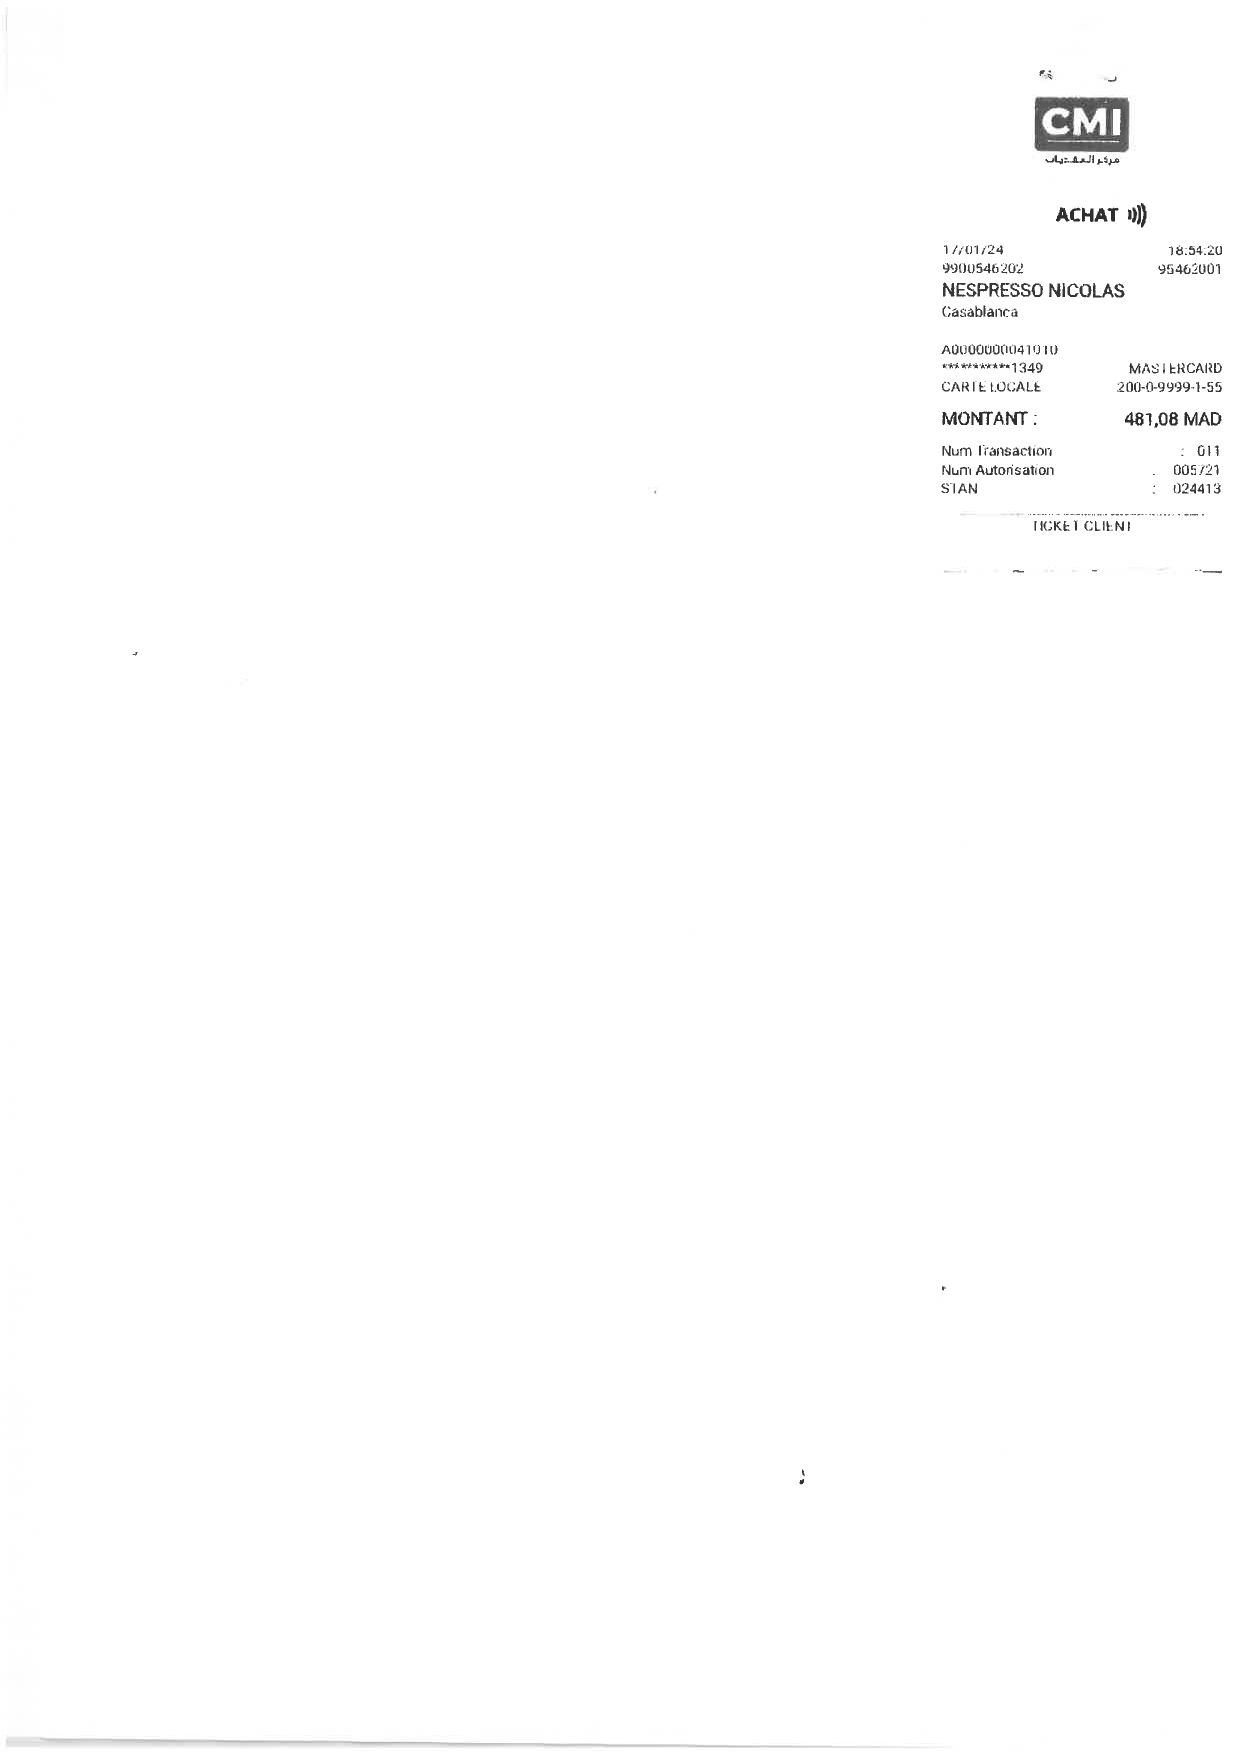 CMI
مركز النقديات
ACHAT
17/01/24 18:54:20
9900546202 95462001
NESPRESSO NICOLAS
Casablanca
A0000000041010
***********1349 MASTERCARD
CARTE LOCALE 200-0-9999-1-55
MONTANT : 481,08 MAD
Num Transaction : 011
Num Autorisation : 005721
STAN : 024413
TICKET CLIENT